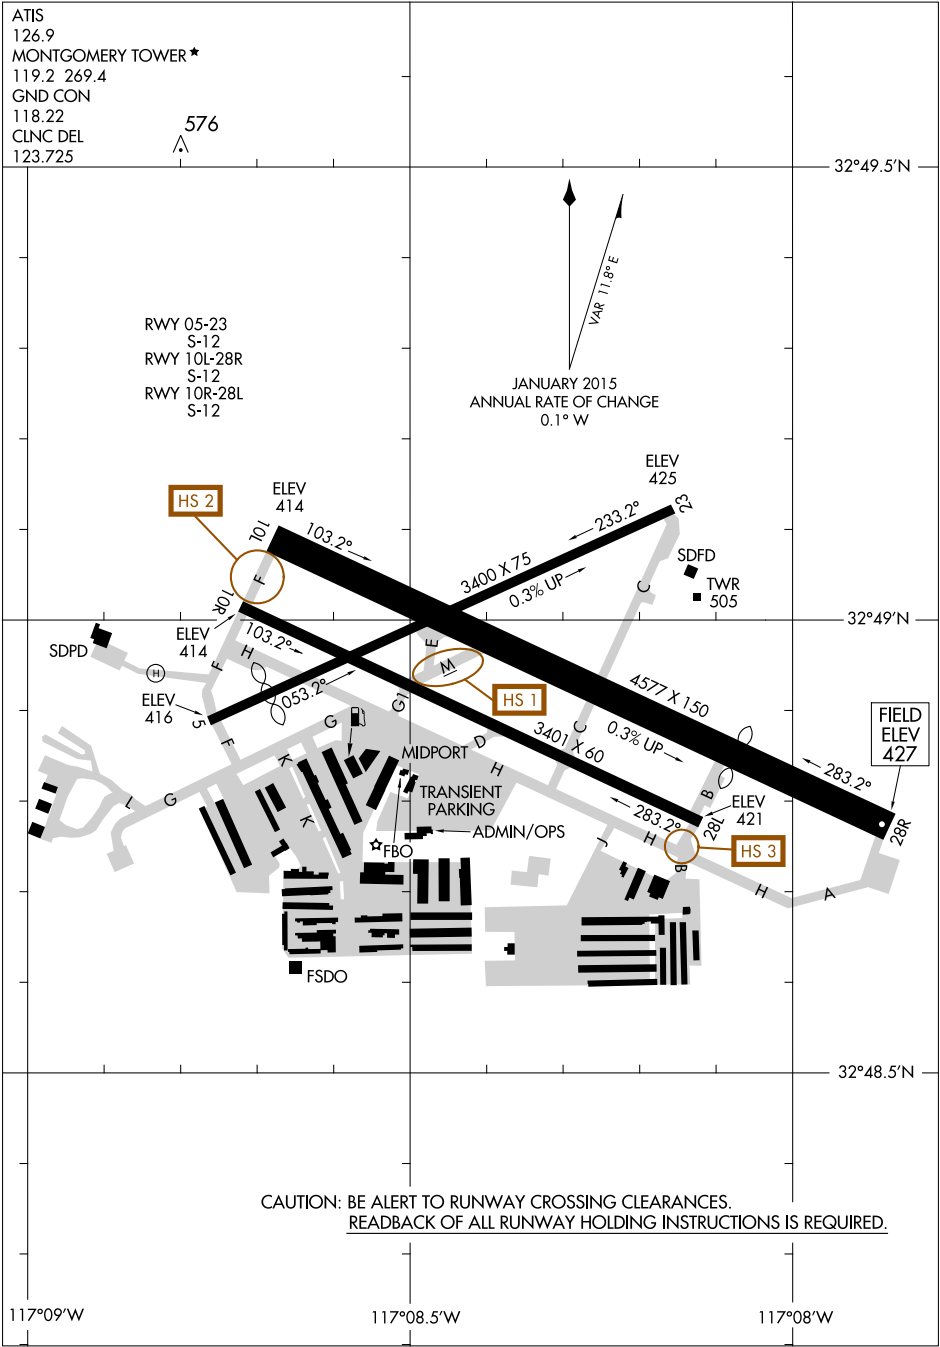 ATIS
126.9
MONTGOMERY TOWER★
119.2 269.4
GND CON
118.22
CLNC DEL
123.725
576
32°49.5'N
VAR 11.8° E
JANUARY 2015
ANNUAL RATE OF CHANGE
0.1° W
RWY 05-23
S-12
RWY 10L-28R
S-12
RWY 10R-28L
S-12
ELEV
425
23
HS 2
ELEV
414
10L
103.2°
233.2°
3400 X 75
0.3% UP
SDFD
TWR
505
C
F
10R
ELEV
414
103.2°
32°49'N
SDPD
H
F
H
E
M
HS 1
053.2°
ELEV
416
5
F
G
G1
4577 X 150
0.3% UP
C
D
3401 X 60
H
FIELD
ELEV
427
283.2°
28R
MIDPORT
TRANSIENT
PARKING
ADMIN/OPS
FBO
K
K
L
G
B
283.2°
ELEV
421
28L
HS 3
J
H
B
H
A
FSDO
32°48.5'N
CAUTION: BE ALERT TO RUNWAY CROSSING CLEARANCES.
READBACK OF ALL RUNWAY HOLDING INSTRUCTIONS IS REQUIRED.
117°09'W
117°08.5'W
117°08'W